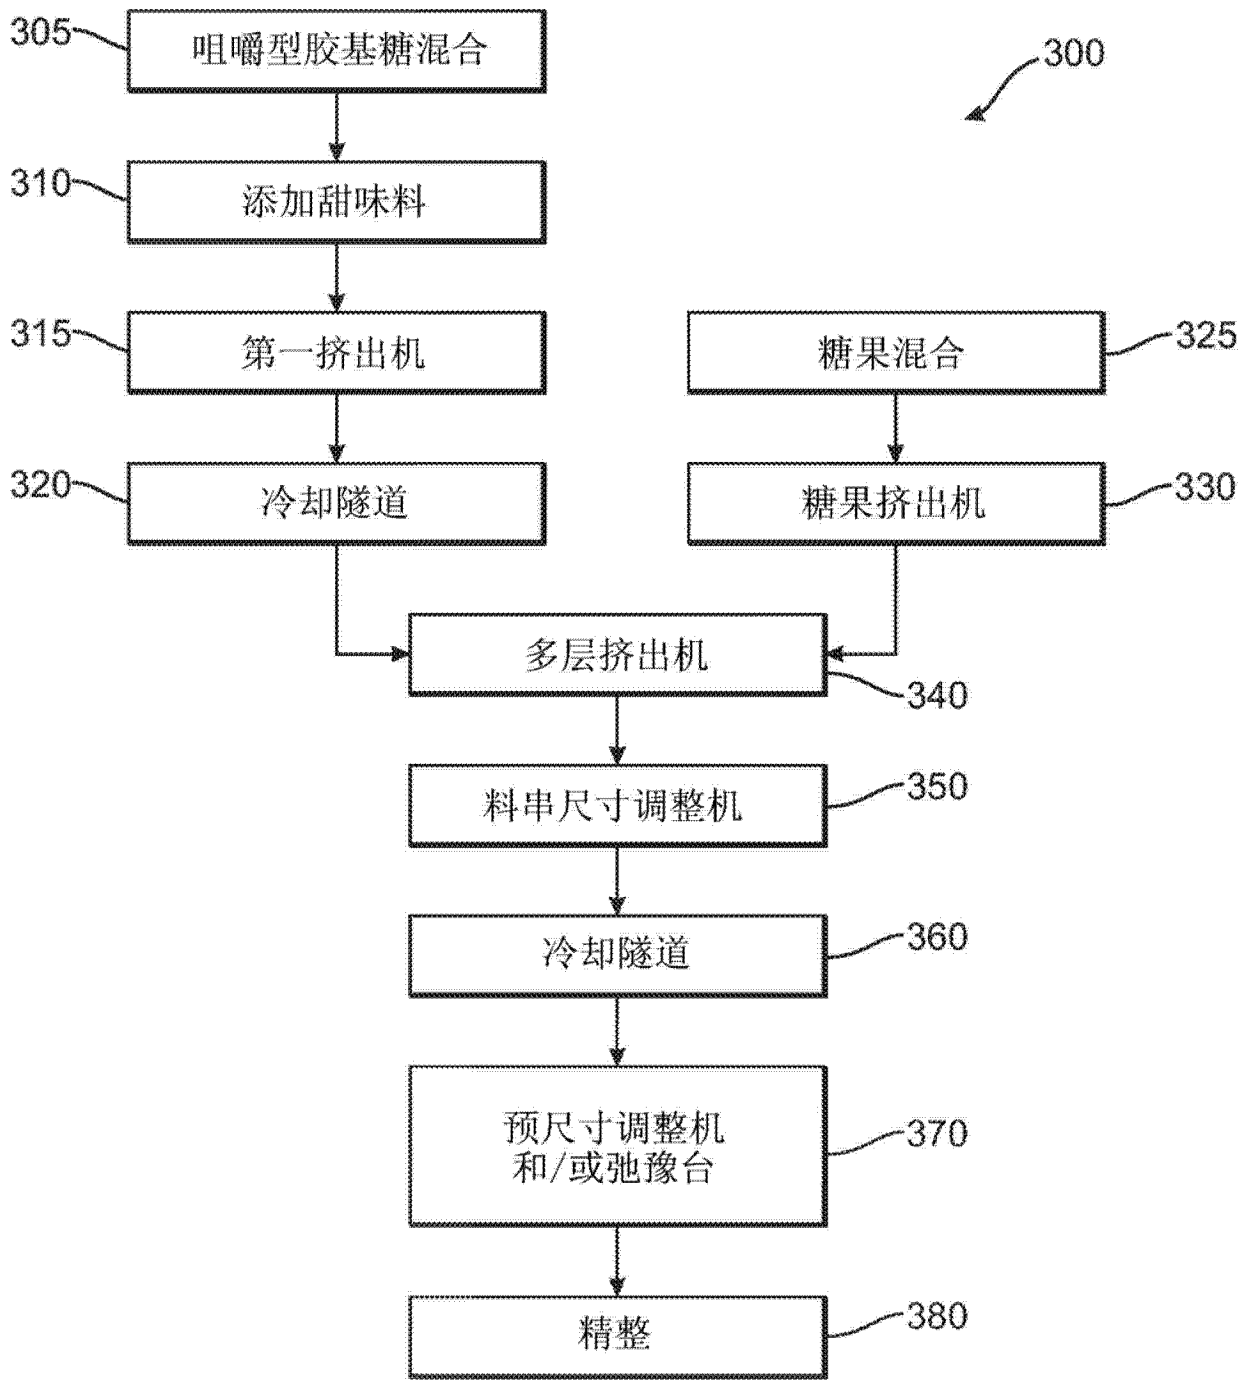 305
咀嚼型胶基糖混合
300
310
添加甜味料
315
第一挤出机
糖果混合
325
320
冷却隧道
糖果挤出机
330
多层挤出机
340
料串尺寸调整机
350
冷却隧道
360
预尺寸调整机
和/或弛豫台
370
精整
380